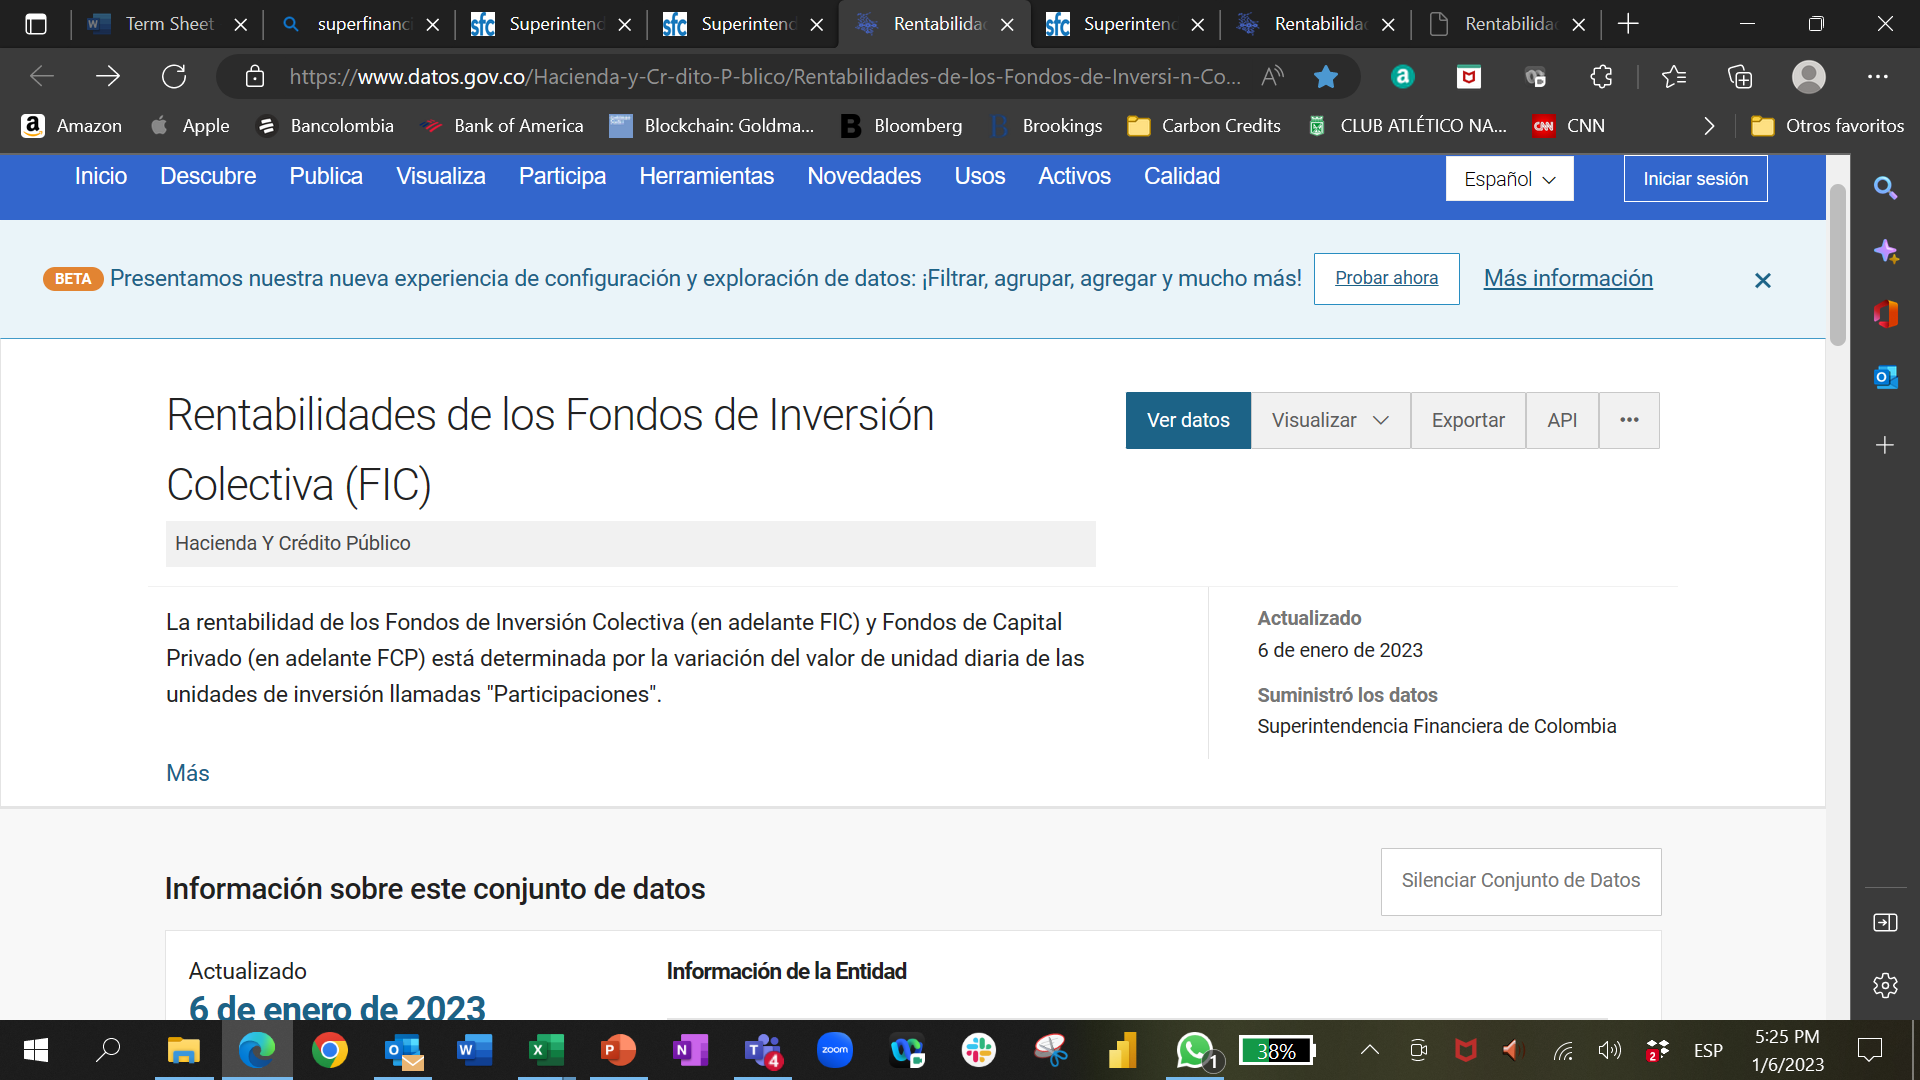 Term Sheet
superfinanci
Superintend
Superintend
Rentabilidad
Superintend
Rentabilidad
Rentabilidad
https://www.datos.gov.co/Hacienda-y-Cr-dito-P-blico/Rentabilidades-de-los-Fondos-de-Inversi-n-Co...
Amazon
Apple
Bancolombia
Bank of America
Blockchain: Goldma...
Bloomberg
Brookings
Carbon Credits
CLUB ATLÉTICO NA...
CNN
Otros favoritos
Inicio Descubre Publica Visualiza Participa Herramientas Novedades Usos Activos Calidad
Español
Iniciar sesión
BETA Presentamos nuestra nueva experiencia de configuración y exploración de datos: ¡Filtrar, agrupar, agregar y mucho más!
Probar ahora
Más información
Rentabilidades de los Fondos de Inversión
Colectiva (FIC)
Ver datos
Visualizar
Exportar
API
Hacienda Y Crédito Público
La rentabilidad de los Fondos de Inversión Colectiva (en adelante FIC) y Fondos de Capital
Privado (en adelante FCP) está determinada por la variación del valor de unidad diaria de las
unidades de inversión llamadas "Participaciones".
Más
Actualizado
6 de enero de 2023
Suministró los datos
Superintendencia Financiera de Colombia
Información sobre este conjunto de datos
Silenciar Conjunto de Datos
Actualizado
6 de enero de 2023
Información de la Entidad
zoom
4
1
38%
2
ESP
5:25 PM
1/6/2023